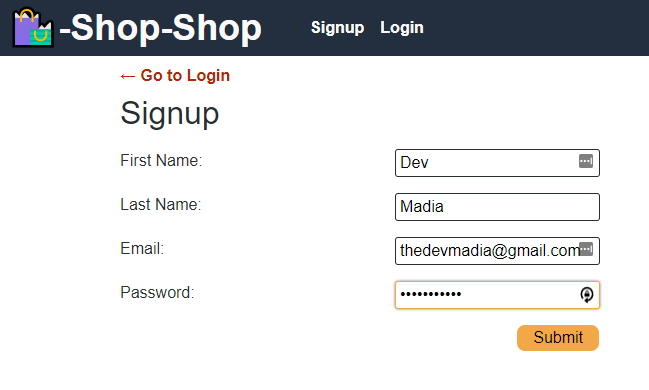 -Shop-Shop Signup Login
← Go to Login
Signup
First Name: Dev
Last Name: Madia
Email: thedevmadia@gmail.com
Password: •••••••••••
Submit